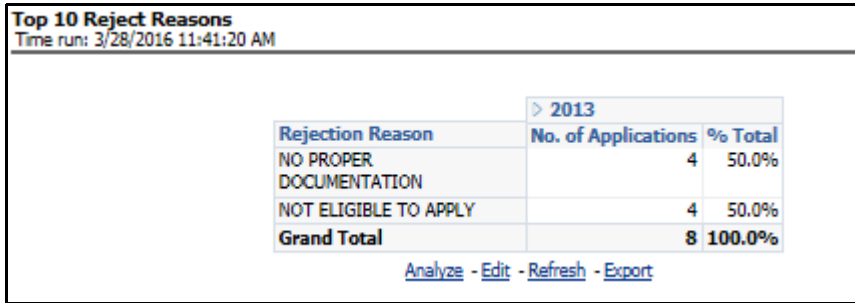 Top 10 Reject Reasons
Time run: 3/28/2016 11:41:20 AM
> 2013
Rejection Reason No. of Applications % Total
NO PROPER 4 50.0%
DOCUMENTATION
NOT ELIGIBLE TO APPLY 4 50.0%
Grand Total 8 100.0%
Analyze - Edit - Refresh - Export